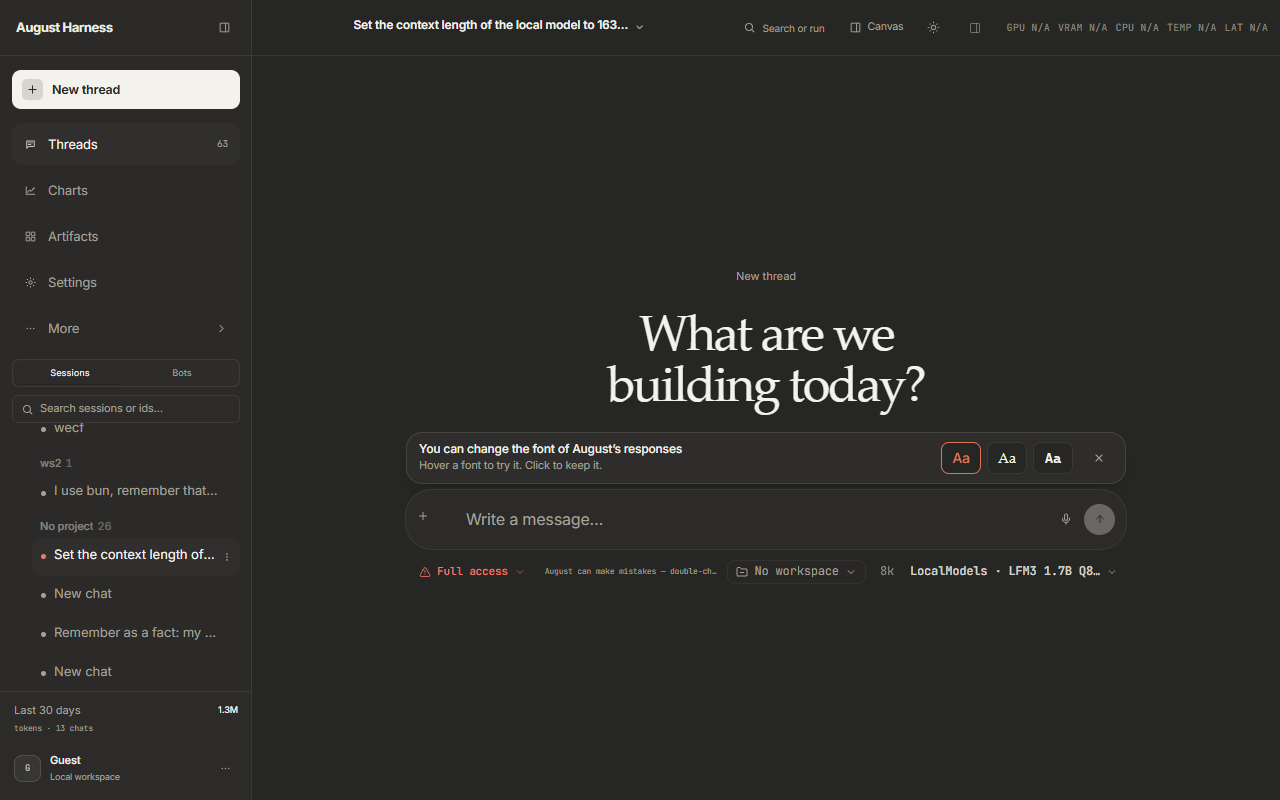 August Harness
New thread
Threads 63
Charts
Artifacts
Settings
More
Sessions Bots
Search sessions or ids...
wecf
ws2 1
I use bun, remember that...
No project 26
Set the context length of...
New chat
Remember as a fact: my ...
New chat
Last 30 days 1.3M
tokens · 13 chats
G
Guest
Local workspace
Set the context length of the local model to 163...
Search or run
Canvas
GPU N/A VRAM N/A CPU N/A TEMP N/A LAT N/A
New thread
What are we
building today?
You can change the font of August's responses
Hover a font to try it. Click to keep it.
Aa Aa Aa
Write a message...
Full access
August can make mistakes — double-ch…
No workspace
8k
LocalModels · LFM3 1.7B Q8…